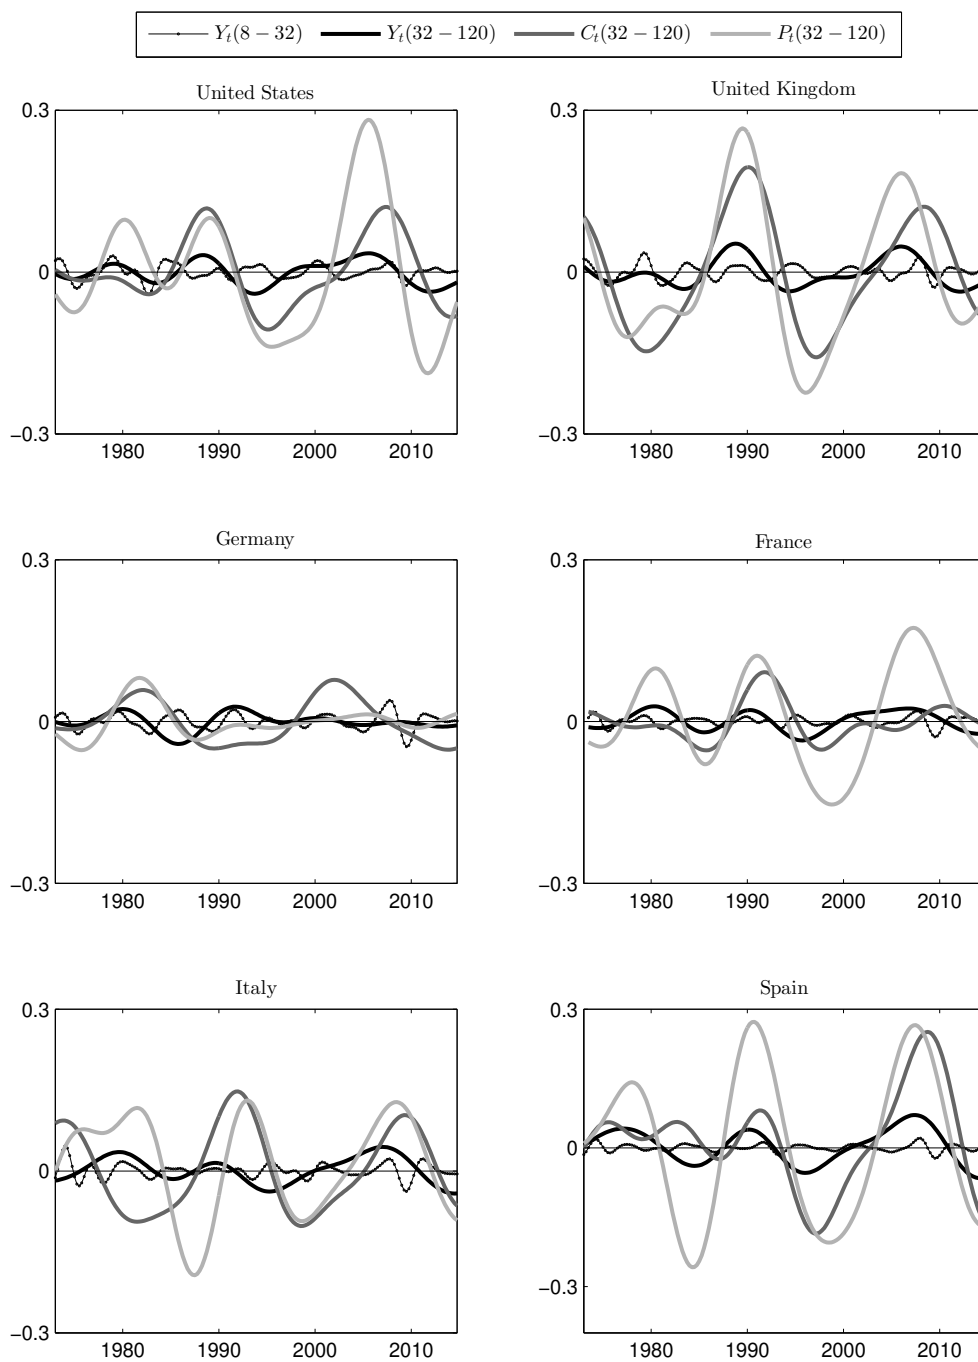 Y_t(8 − 32) Y_t(32 − 120) C_t(32 − 120) P_t(32 − 120)
United States United Kingdom
0.3 0.3
0 0
−0.3 −0.3
1980 1990 2000 2010 1980 1990 2000 2010
Germany France
0.3 0.3
0 0
−0.3 −0.3
1980 1990 2000 2010 1980 1990 2000 2010
Italy Spain
0.3 0.3
0 0
−0.3 −0.3
1980 1990 2000 2010 1980 1990 2000 2010